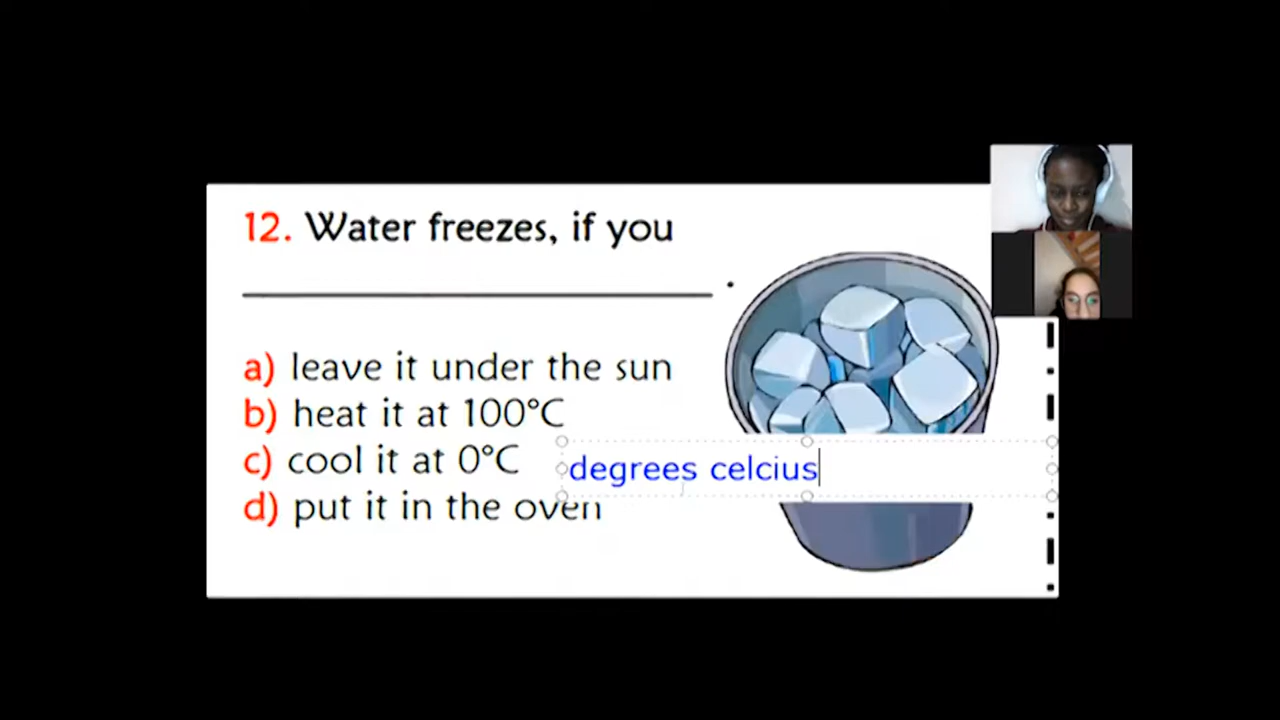 12. Water freezes, if you
____________________ .
a) leave it under the sun
b) heat it at 100°C
c) cool it at 0°C
degrees celcius
d) put it in the oven